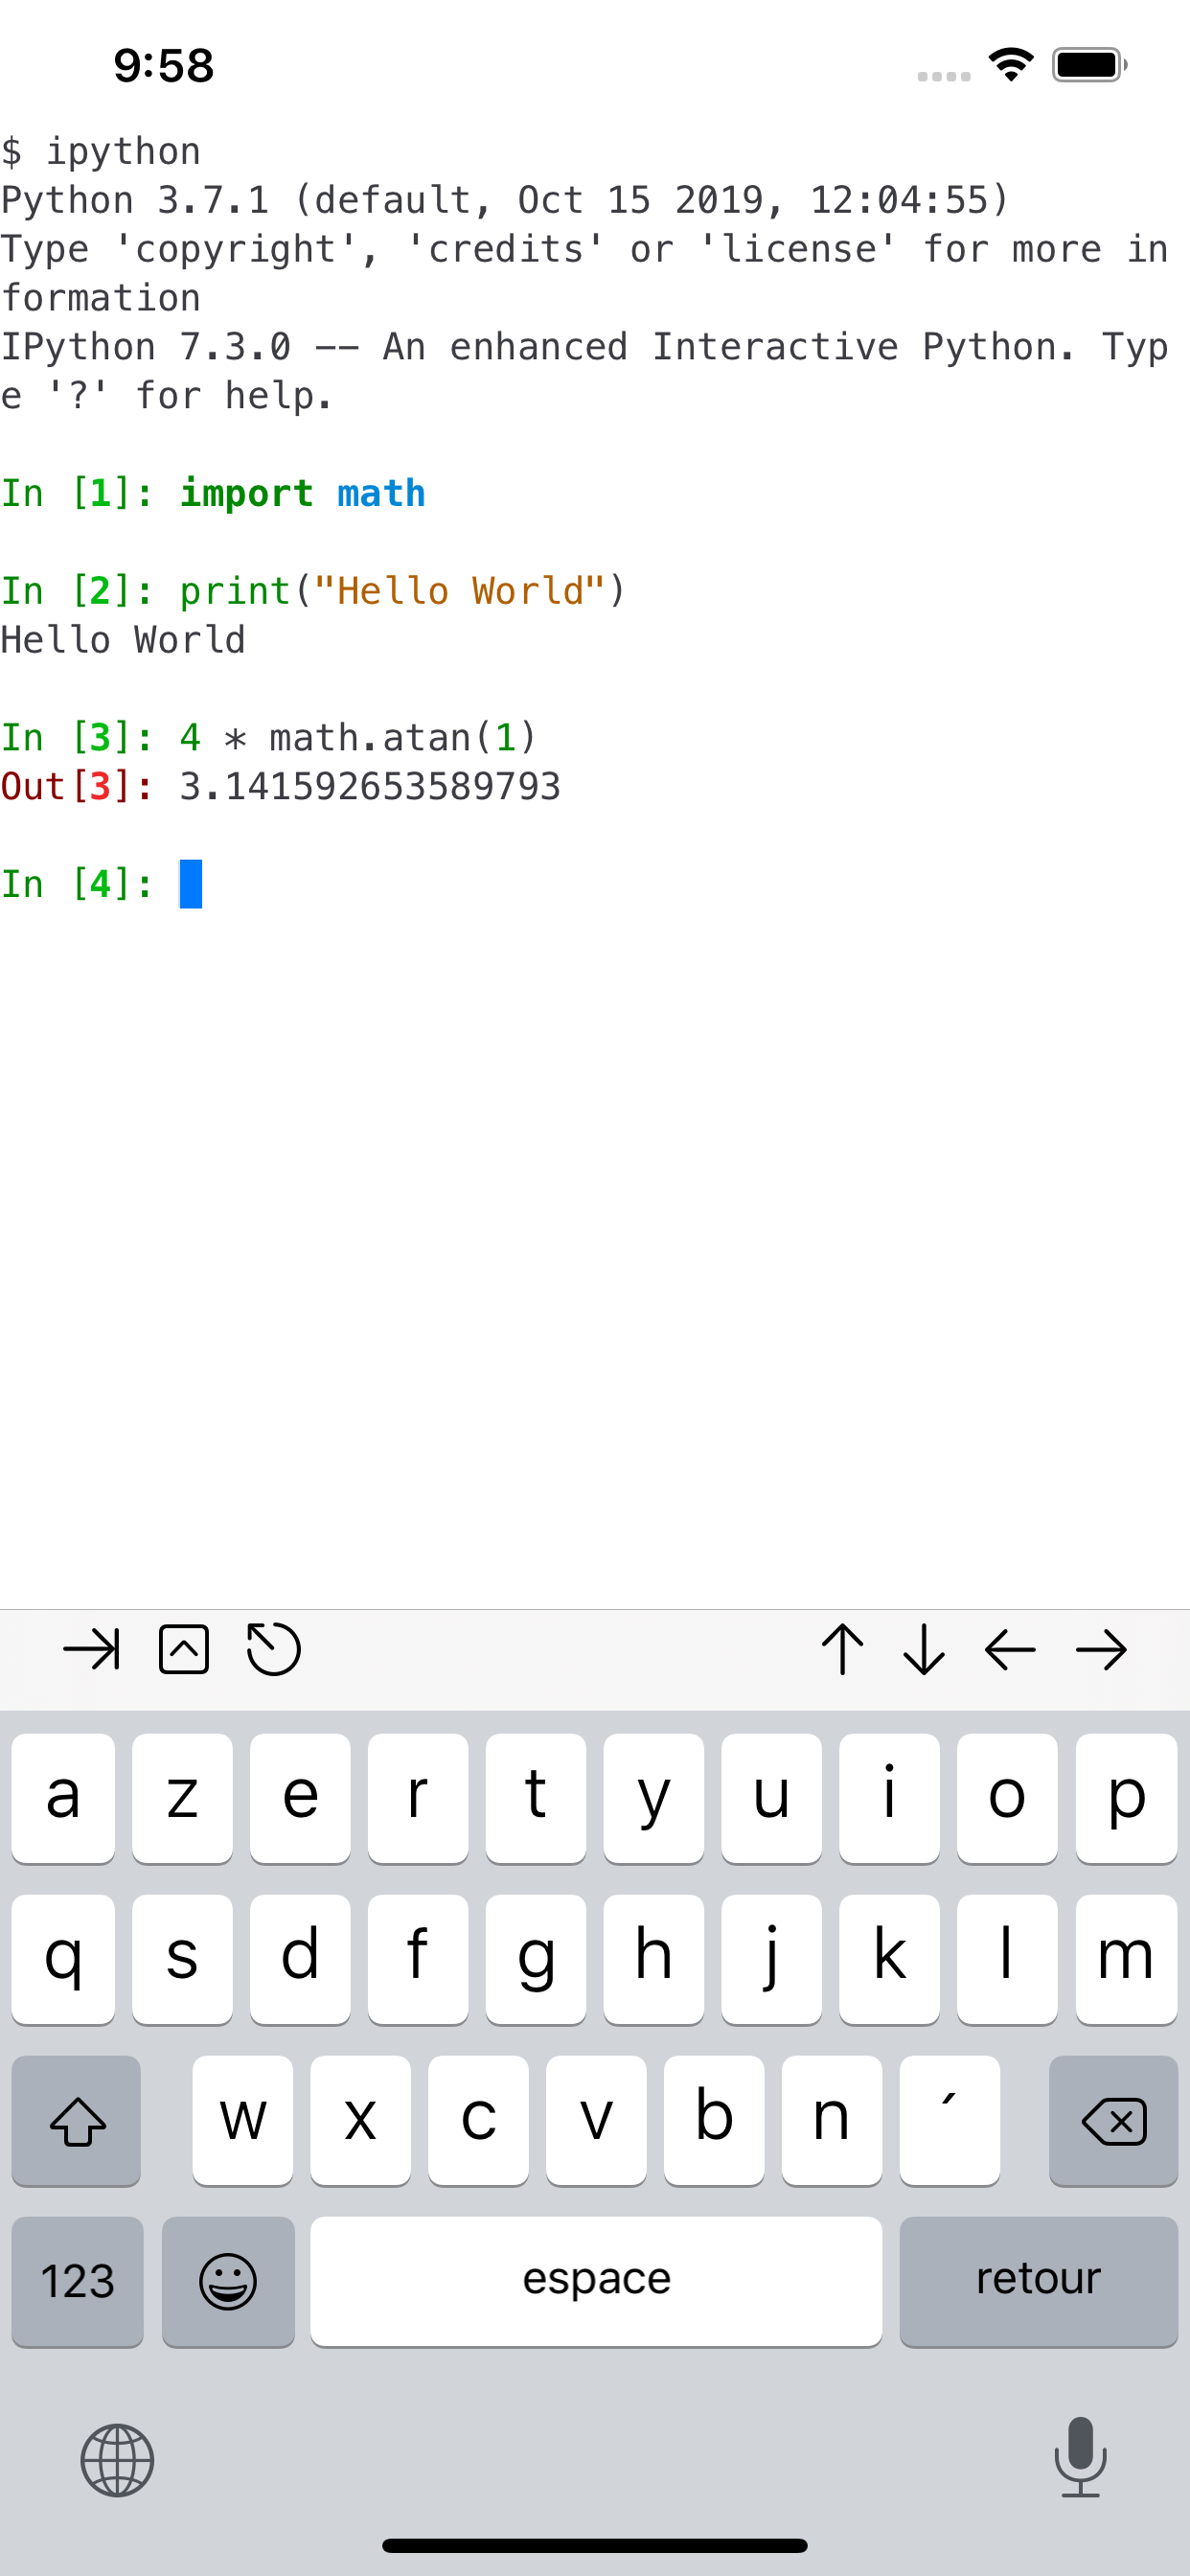 9:58
$ ipython
Python 3.7.1 (default, Oct 15 2019, 12:04:55)
Type 'copyright', 'credits' or 'license' for more in
formation
IPython 7.3.0 -- An enhanced Interactive Python. Typ
e '?' for help.
In [1]: import math
In [2]: print("Hello World")
Hello World
In [3]: 4 * math.atan(1)
Out[3]: 3.141592653589793
In [4]:
a z e r t y u i o p
q s d f g h j k l m
w x c v b n ´
123 espace retour